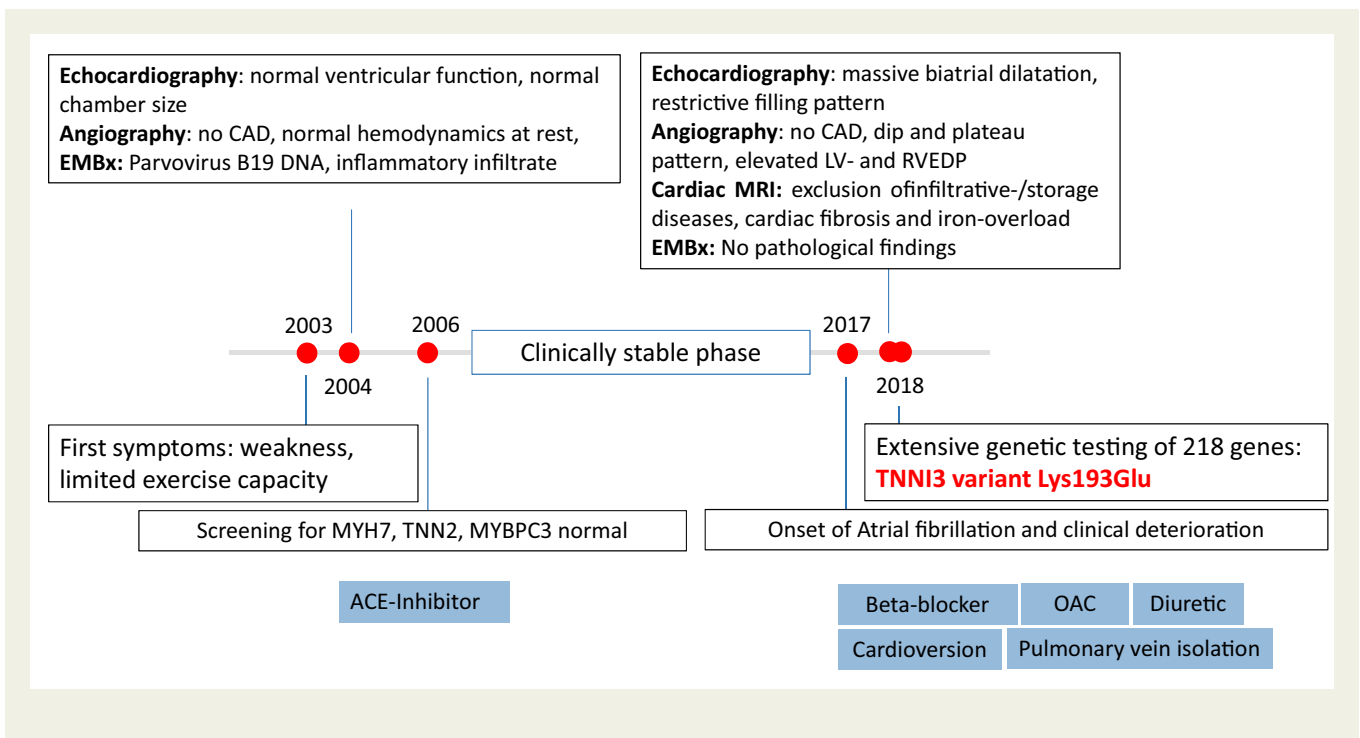 Echocardiography: normal ventricular function, normal
chamber size
Angiography: no CAD, normal hemodynamics at rest,
EMBx: Parvovirus B19 DNA, inflammatory infiltrate
Echocardiography: massive biatrial dilatation,
restrictive filling pattern
Angiography: no CAD, dip and plateau
pattern, elevated LV- and RVEDP
Cardiac MRI: exclusion ofinfiltrative-/storage
diseases, cardiac fibrosis and iron-overload
EMBx: No pathological findings
2003
2004
2006
Clinically stable phase
2017
2018
First symptoms: weakness,
limited exercise capacity
Extensive genetic testing of 218 genes:
TNNI3 variant Lys193Glu
Screening for MYH7, TNN2, MYBPC3 normal
Onset of Atrial fibrillation and clinical deterioration
ACE-Inhibitor
Beta-blocker
OAC
Diuretic
Cardioversion
Pulmonary vein isolation